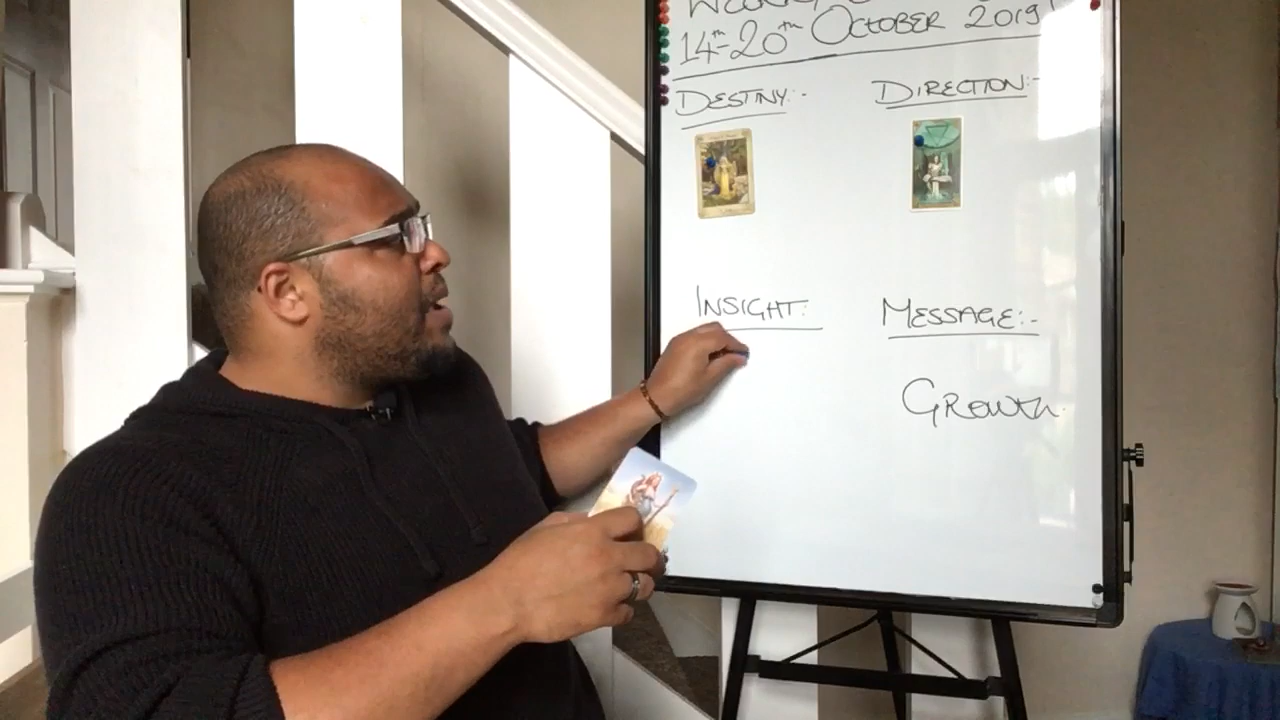 14th-20th OCTOBER 2019!
DESTINY:-
DIRECTION:-
INSIGHT:
MESSAGE:-
GROWTH.